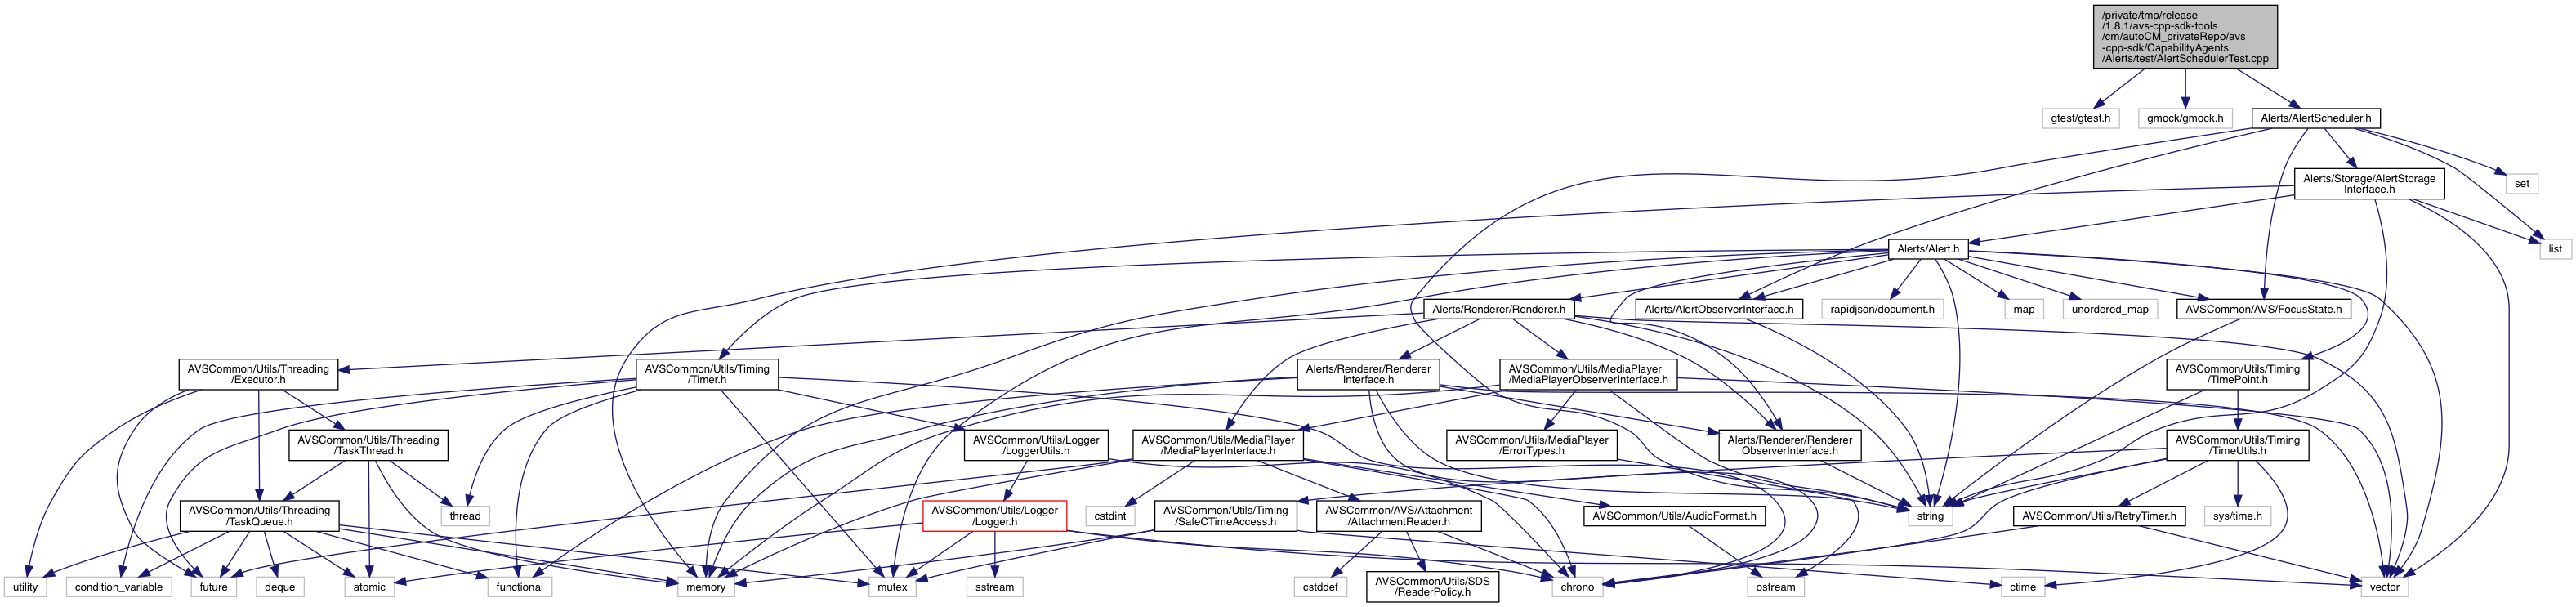 /private/tmp/release
/1.8.1/avs-cpp-sdk-tools
/cm/autoCM_privateRepo/avs
-cpp-sdk/CapabilityAgents
/Alerts/test/AlertSchedulerTest.cpp
gtest/gtest.h
gmock/gmock.h
Alerts/AlertScheduler.h
Alerts/Storage/AlertStorage
Interface.h
set
Alerts/Alert.h
list
Alerts/Renderer/Renderer.h
Alerts/AlertObserverInterface.h
rapidjson/document.h
map
unordered_map
AVSCommon/AVS/FocusState.h
AVSCommon/Utils/Threading
/Executor.h
AVSCommon/Utils/Timing
/Timer.h
Alerts/Renderer/Renderer
Interface.h
AVSCommon/Utils/MediaPlayer
/MediaPlayerObserverInterface.h
AVSCommon/Utils/Timing
/TimePoint.h
AVSCommon/Utils/Threading
/TaskThread.h
AVSCommon/Utils/Logger
/LoggerUtils.h
AVSCommon/Utils/MediaPlayer
/MediaPlayerInterface.h
AVSCommon/Utils/MediaPlayer
/ErrorTypes.h
Alerts/Renderer/Renderer
ObserverInterface.h
AVSCommon/Utils/Timing
/TimeUtils.h
AVSCommon/Utils/Threading
/TaskQueue.h
thread
AVSCommon/Utils/Logger
/Logger.h
cstdint
AVSCommon/Utils/Timing
/SafeCTimeAccess.h
AVSCommon/AVS/Attachment
/AttachmentReader.h
AVSCommon/Utils/AudioFormat.h
string
AVSCommon/Utils/RetryTimer.h
sys/time.h
utility
condition_variable
future
deque
atomic
functional
memory
mutex
sstream
cstddef
AVSCommon/Utils/SDS
/ReaderPolicy.h
chrono
ostream
ctime
vector